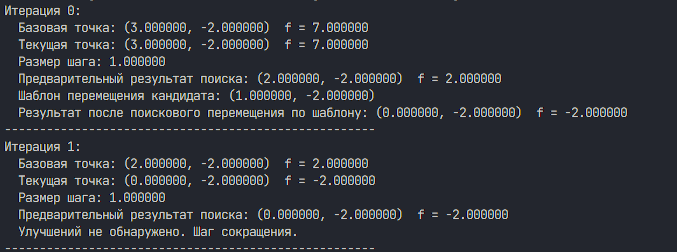 Итерация 0:
Базовая точка: (3.000000, -2.000000) f = 7.000000
Текущая точка: (3.000000, -2.000000) f = 7.000000
Размер шага: 1.000000
Предварительный результат поиска: (2.000000, -2.000000) f = 2.000000
Шаблон перемещения кандидата: (1.000000, -2.000000)
Результат после поискового перемещения по шаблону: (0.000000, -2.000000) f = -2.000000
------------------------------------------------------
Итерация 1:
Базовая точка: (2.000000, -2.000000) f = 2.000000
Текущая точка: (0.000000, -2.000000) f = -2.000000
Размер шага: 1.000000
Предварительный результат поиска: (0.000000, -2.000000) f = -2.000000
Улучшений не обнаружено. Шаг сокращения.
------------------------------------------------------